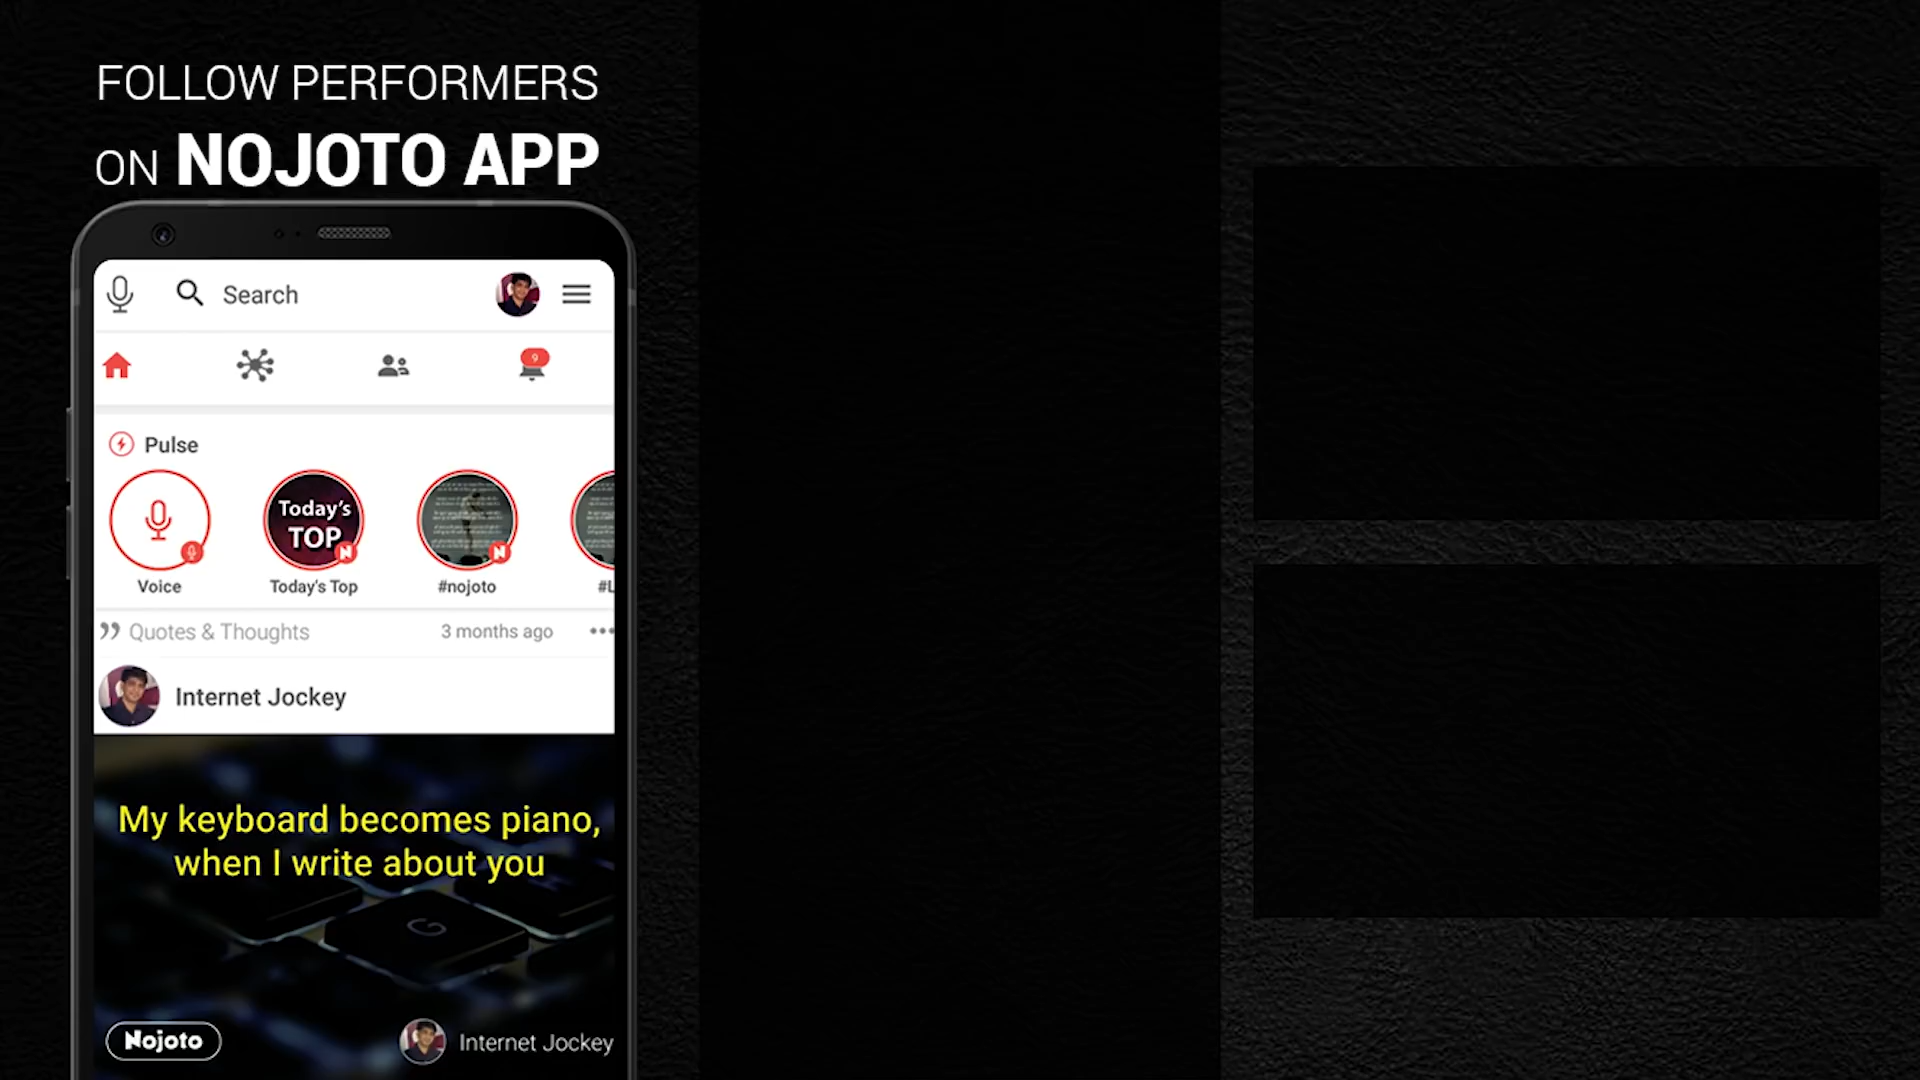 FOLLOW PERFORMERS
ON NOJOTO APP
Search
9
Pulse
Today's
TOP
Voice
Today's Top
#nojoto
#L
Quotes & Thoughts
3 months ago
Internet Jockey
My keyboard becomes piano,
when I write about you
G
Nojoto
Internet Jockey